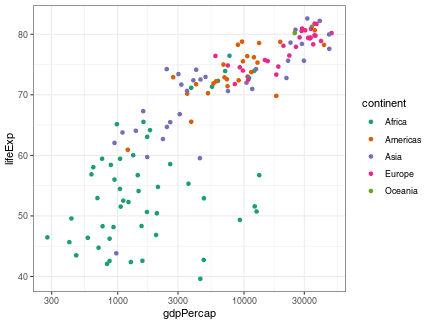 80
70
60
50
40
lifeExp
300
1000
3000
10000
30000
gdpPercap
continent
Africa
Americas
Asia
Europe
Oceania